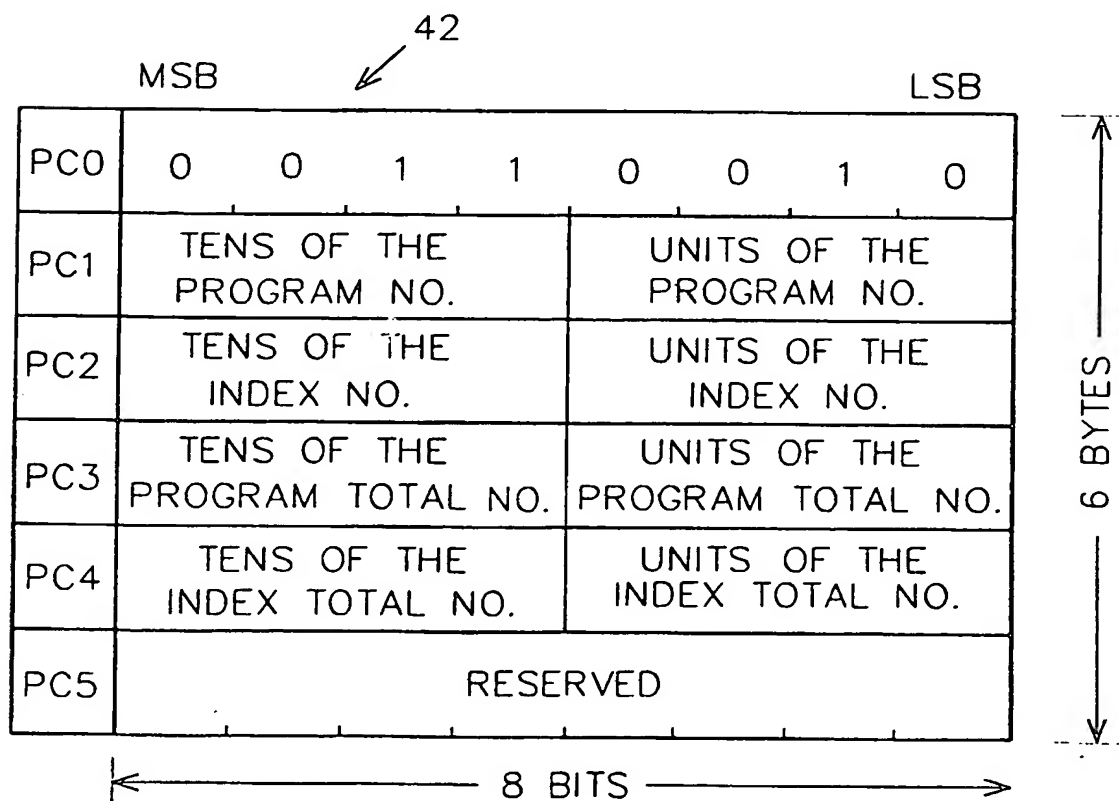 42
MSB LSB
PC0 0 0 1 1 0 0 1 0
PC1 TENS OF THE PROGRAM NO. UNITS OF THE PROGRAM NO.
PC2 TENS OF THE INDEX NO. UNITS OF THE INDEX NO.
PC3 TENS OF THE PROGRAM TOTAL NO. UNITS OF THE PROGRAM TOTAL NO.
PC4 TENS OF THE INDEX TOTAL NO. UNITS OF THE INDEX TOTAL NO.
PC5 RESERVED
6 BYTES
8 BITS